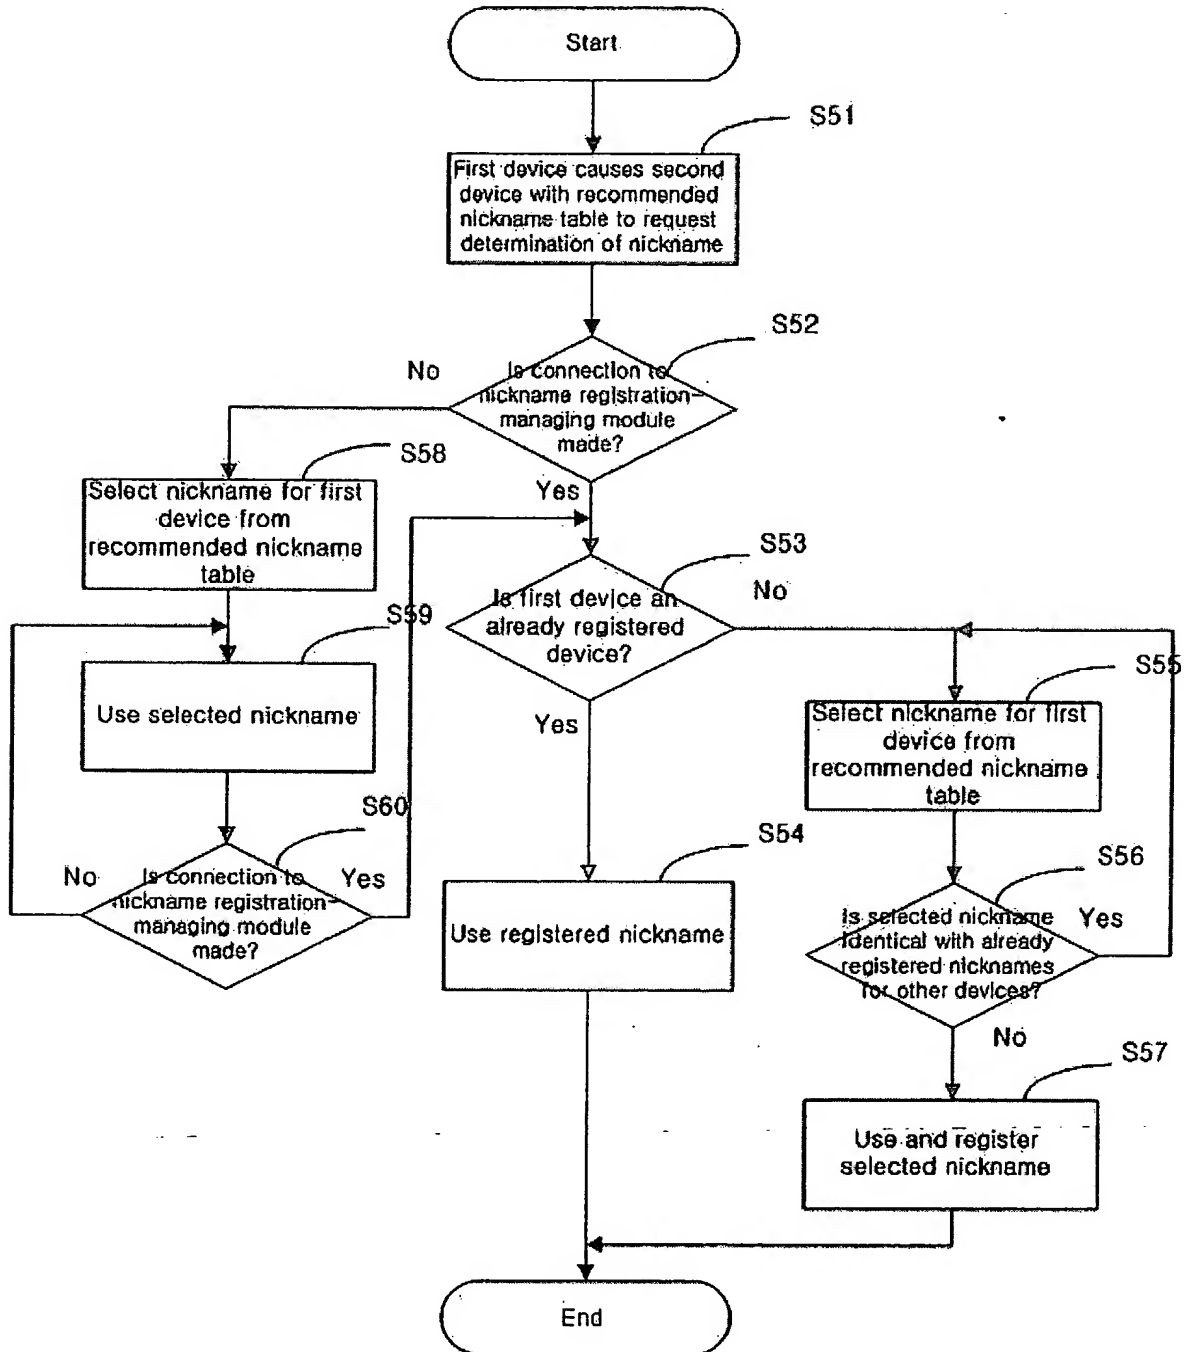 Start
S51
First device causes second
device with recommended
nickname table to request
determination of nickname
S52
No
Is connection to
nickname registration-
managing module
made?
Yes
S58
Select nickname for first
device from
recommended nickname
table
S53
Is first device an
already registered
device?
No
Yes
S59
Use selected nickname
S55
Select nickname for first
device from
recommended nickname
table
S60
No
Is connection to
nickname registration-
managing module
made?
Yes
S54
Use registered nickname
S56
Is selected nickname
identical with already
registered nicknames
for other devices?
Yes
No
S57
Use and register
selected nickname
End